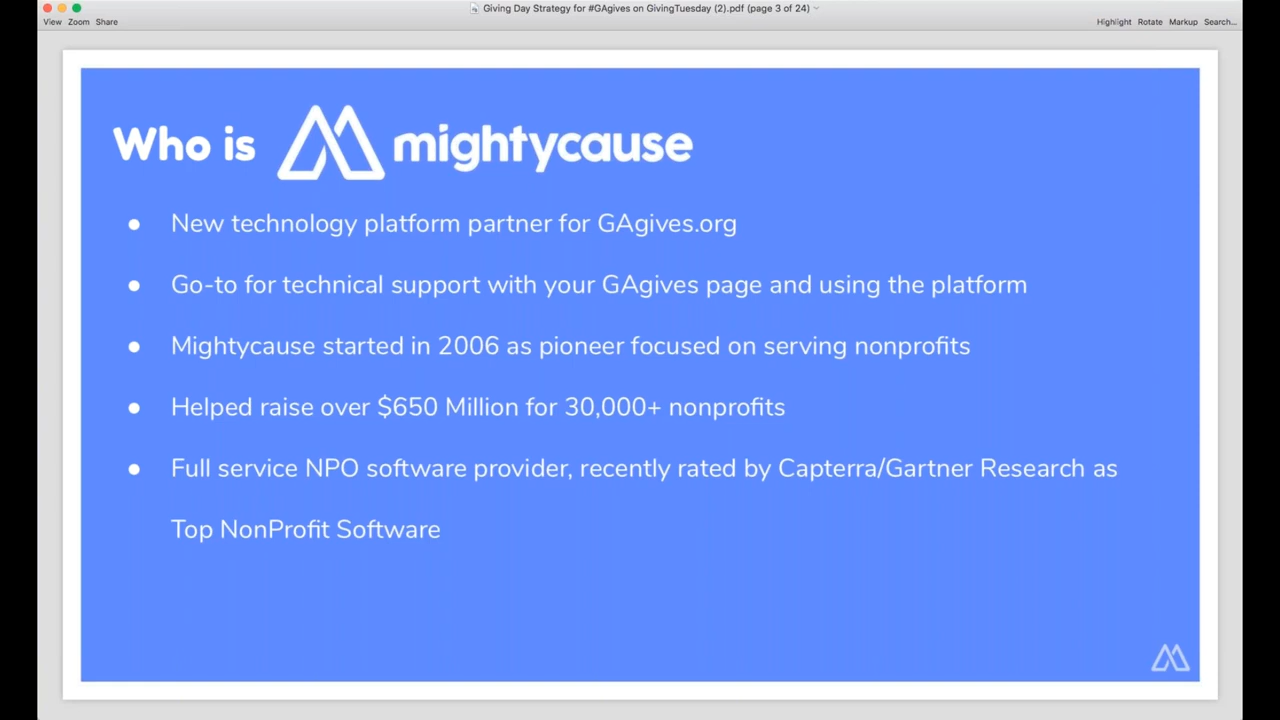 Giving Day Strategy for #GAgives on GivingTuesday (2).pdf (page 3 of 24)
View Zoom Share
Highlight Rotate Markup Search...
Who is mightycause
● New technology platform partner for GAgives.org
● Go-to for technical support with your GAgives page and using the platform
● Mightycause started in 2006 as pioneer focused on serving nonprofits
● Helped raise over $650 Million for 30,000+ nonprofits
● Full service NPO software provider, recently rated by Capterra/Gartner Research as
Top NonProfit Software